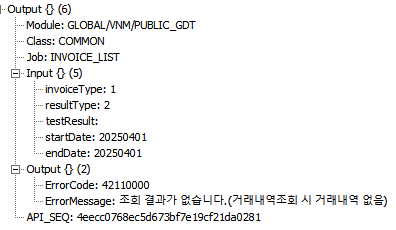 Output {} (6)
Module: GLOBAL/VNM/PUBLIC_GDT
Class: COMMON
Job: INVOICE_LIST
Input {} (5)
invoiceType: 1
resultType: 2
testResult:
startDate: 20250401
endDate: 20250401
Output {} (2)
ErrorCode: 42110000
ErrorMessage: 조회 결과가 없습니다.(거래내역조회 시 거래내역 없음)
API_SEQ: 4eecc0768ec5d673bf7e19cf21da0281